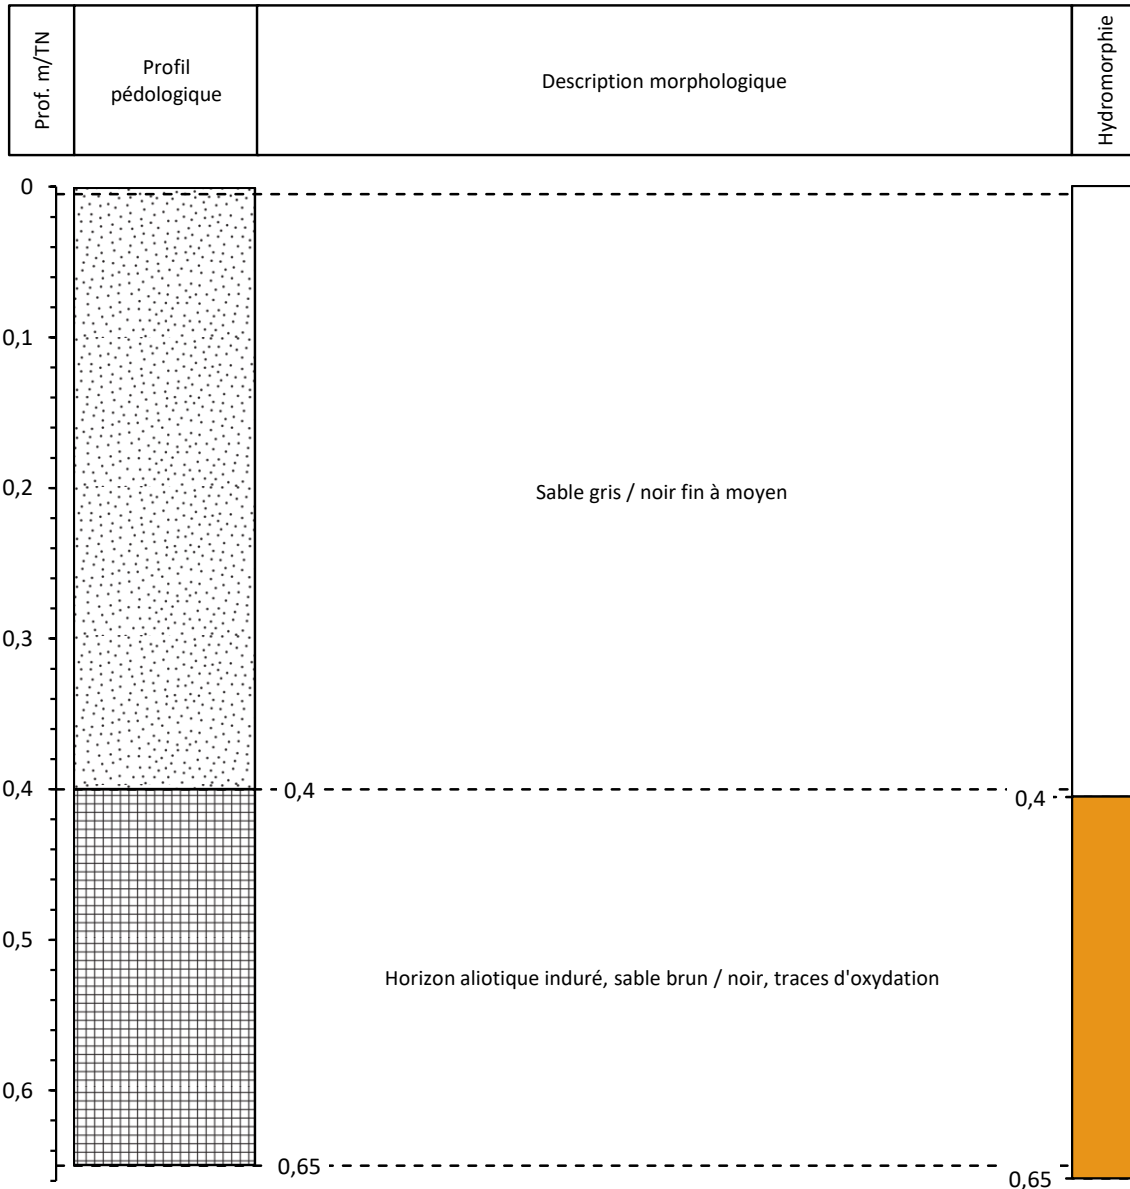 Prof. m/TN
Profil
pédologique
Description morphologique
Hydromorphie
0
0,1
0,2
Sable gris / noir fin à moyen
0,3
0,4
0,4
0,4
0,5
Horizon aliotique induré, sable brun / noir, traces d'oxydation
0,6
0,65
0,65